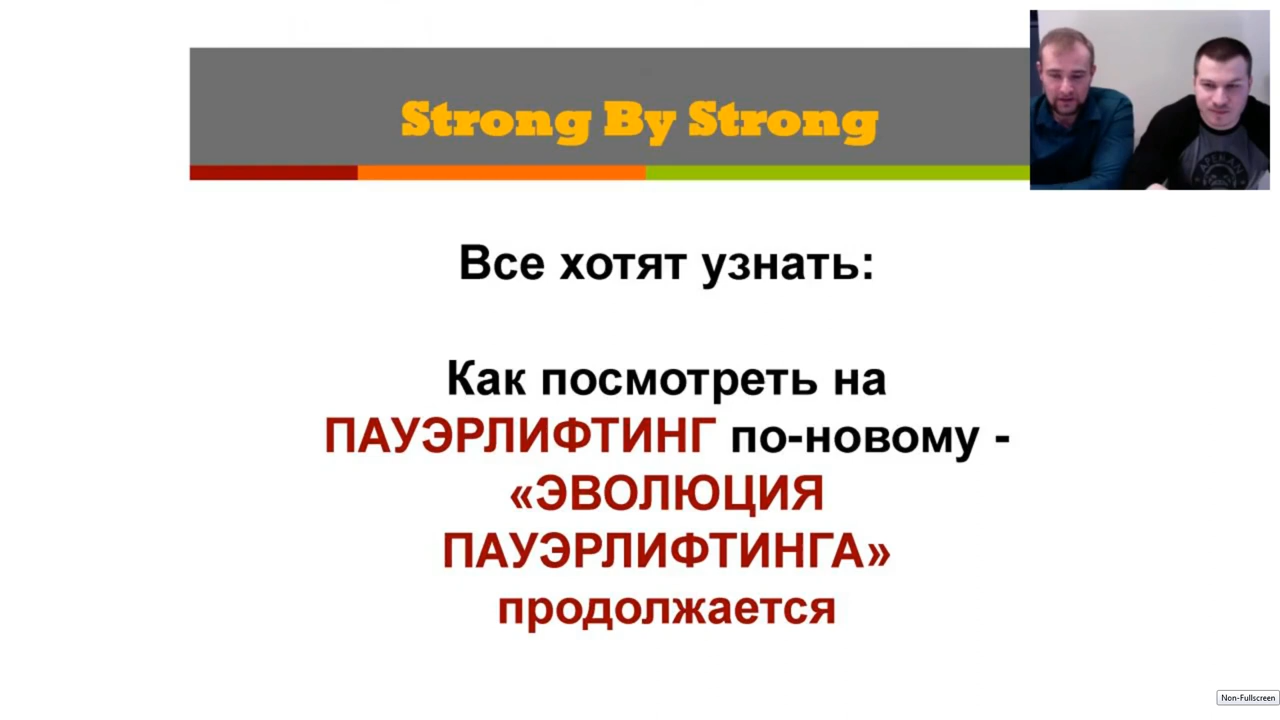 Strong By Strong
Все хотят узнать:
Как посмотреть на
ПАУЭРЛИФТИНГ по-новому -
«ЭВОЛЮЦИЯ
ПАУЭРЛИФТИНГА»
продолжается
Non-Fullscreen